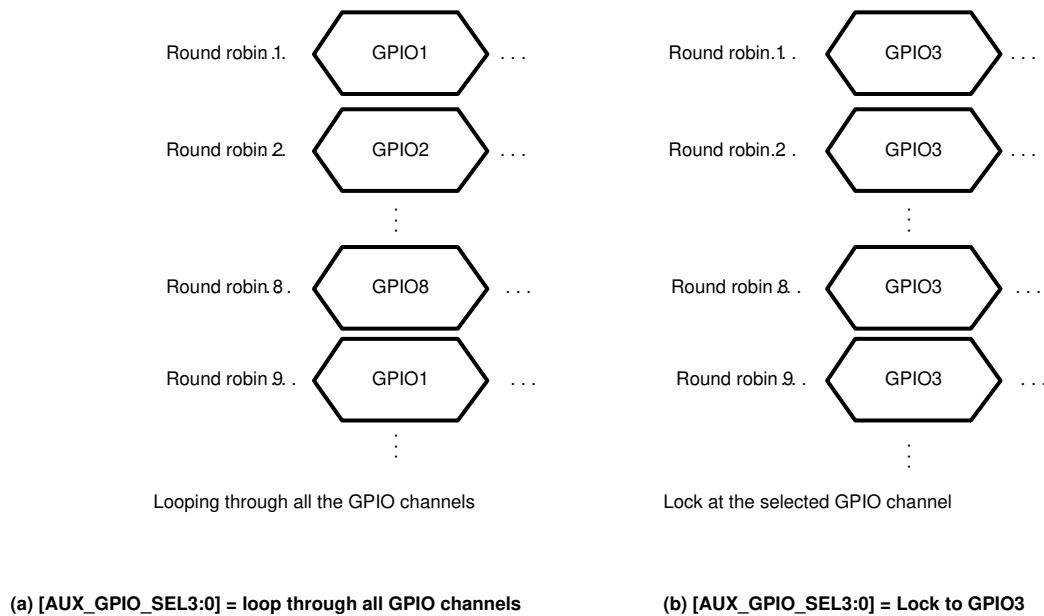 Round robin 1. . . GPIO1 . . .
Round robin 2. . . GPIO2 . . .
Round robin 8. . . GPIO8 . . .
Round robin 9. . . GPIO1 . . .
Looping through all the GPIO channels
(a) [AUX_GPIO_SEL3:0] = loop through all GPIO channels
Round robin 1. . . GPIO3 . . .
Round robin 2. . . GPIO3 . . .
Round robin 8. . . GPIO3 . . .
Round robin 9. . . GPIO3 . . .
Lock at the selected GPIO channel
(b) [AUX_GPIO_SEL3:0] = Lock to GPIO3